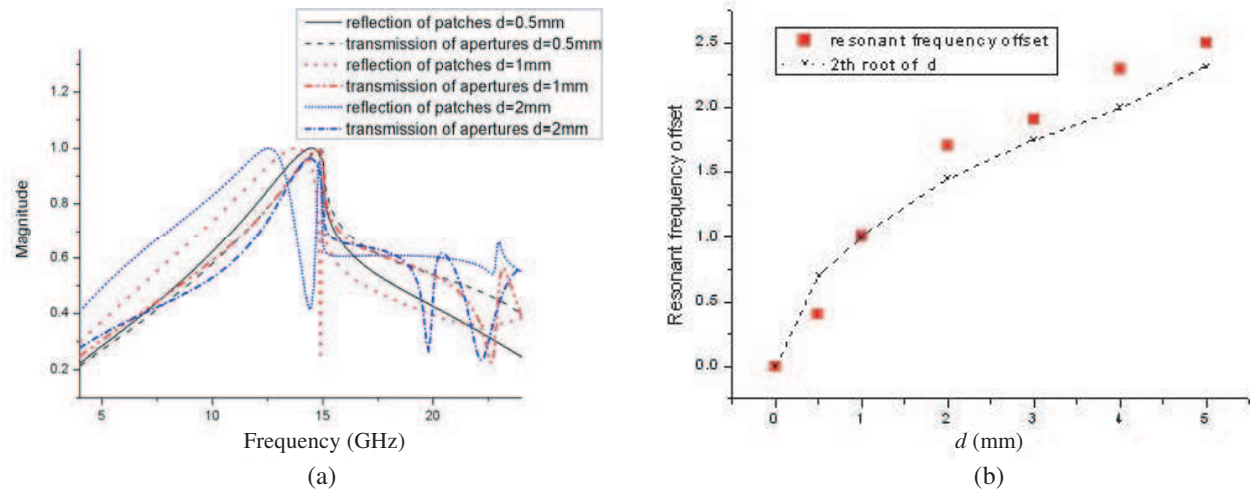 reflection of patches d=0.5mm
transmission of apertures d=0.5mm
reflection of patches d=1mm
transmission of apertures d=1mm
reflection of patches d=2mm
transmission of apertures d=2mm
1.2
1.0
0.8
0.6
0.4
0.2
Magnitude
5
10
15
20
Frequency (GHz)
(a)
resonant frequency offset
2th root of d
2.5
2.0
1.5
1.0
0.5
0.0
Resonant frequency offset
0
1
2
3
4
5
d (mm)
(b)